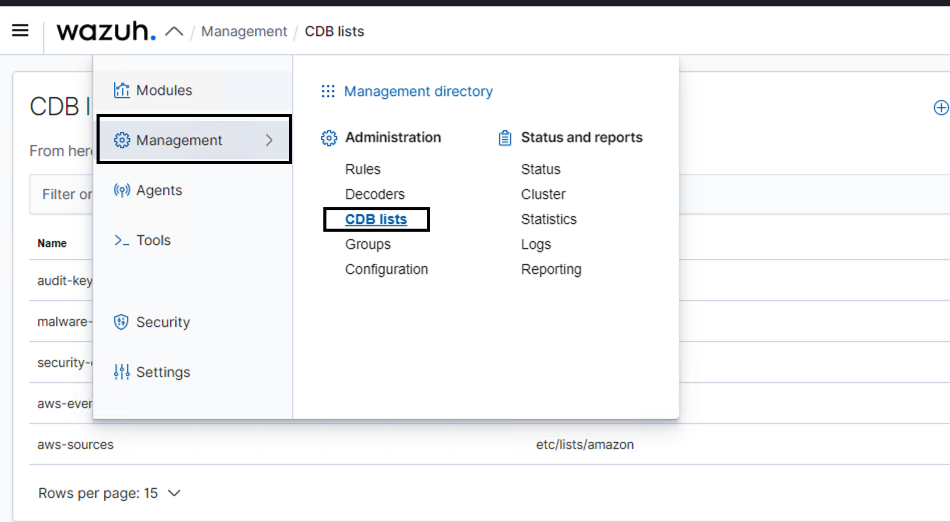 wazuh. / Management / CDB lists
CDB
From here
Filter or
Name
audit-key
malware-
security-
aws-even
aws-sources etc/lists/amazon
Rows per page: 15
Modules
Management
Agents
Tools
Security
Settings
Management directory
Administration
Rules
Decoders
CDB lists
Groups
Configuration
Status and reports
Status
Cluster
Statistics
Logs
Reporting